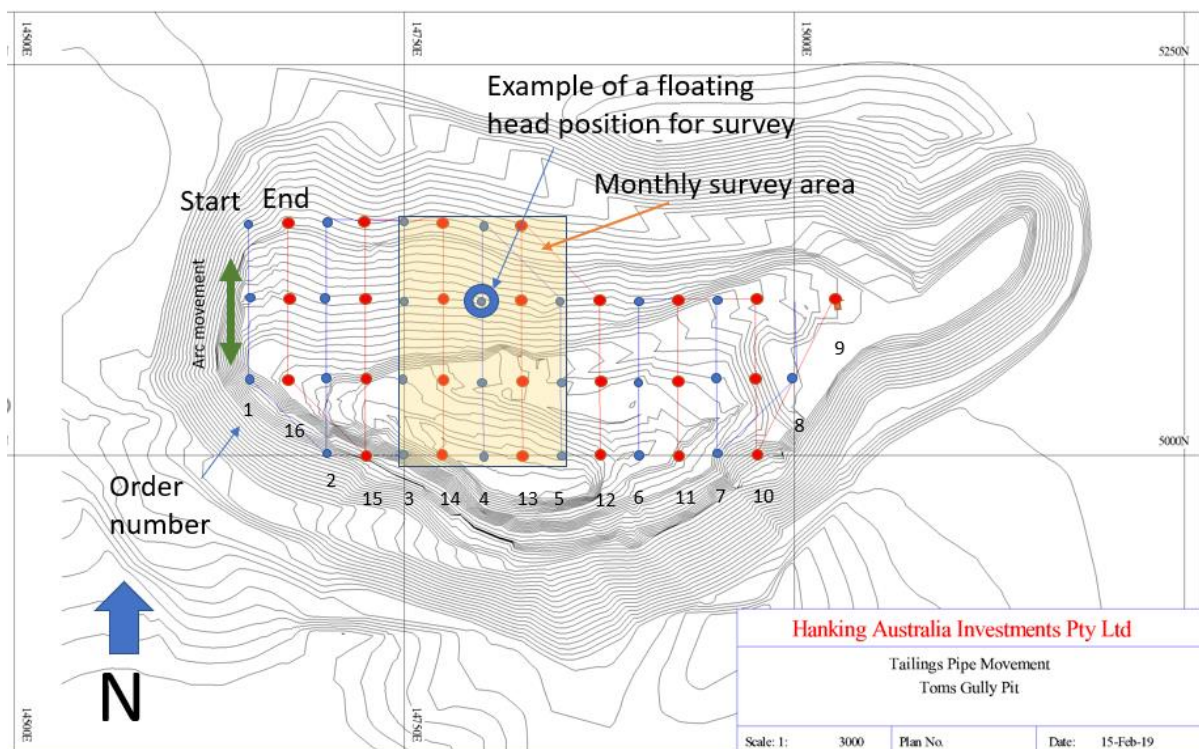 14500E
14750E
15000E
5250N
Example of a floating
head position for survey
Monthly survey area
Start End
Arc movement
9
1
8
16
Order
number
2
15 3 14 4 13 5 12 6 11 7 10
5000N
N
14500E
14750E
Hanking Australia Investments Pty Ltd
Tailings Pipe Movement
Toms Gully Pit
Scale: 1: 3000 Plan No. Date: 15-Feb-19